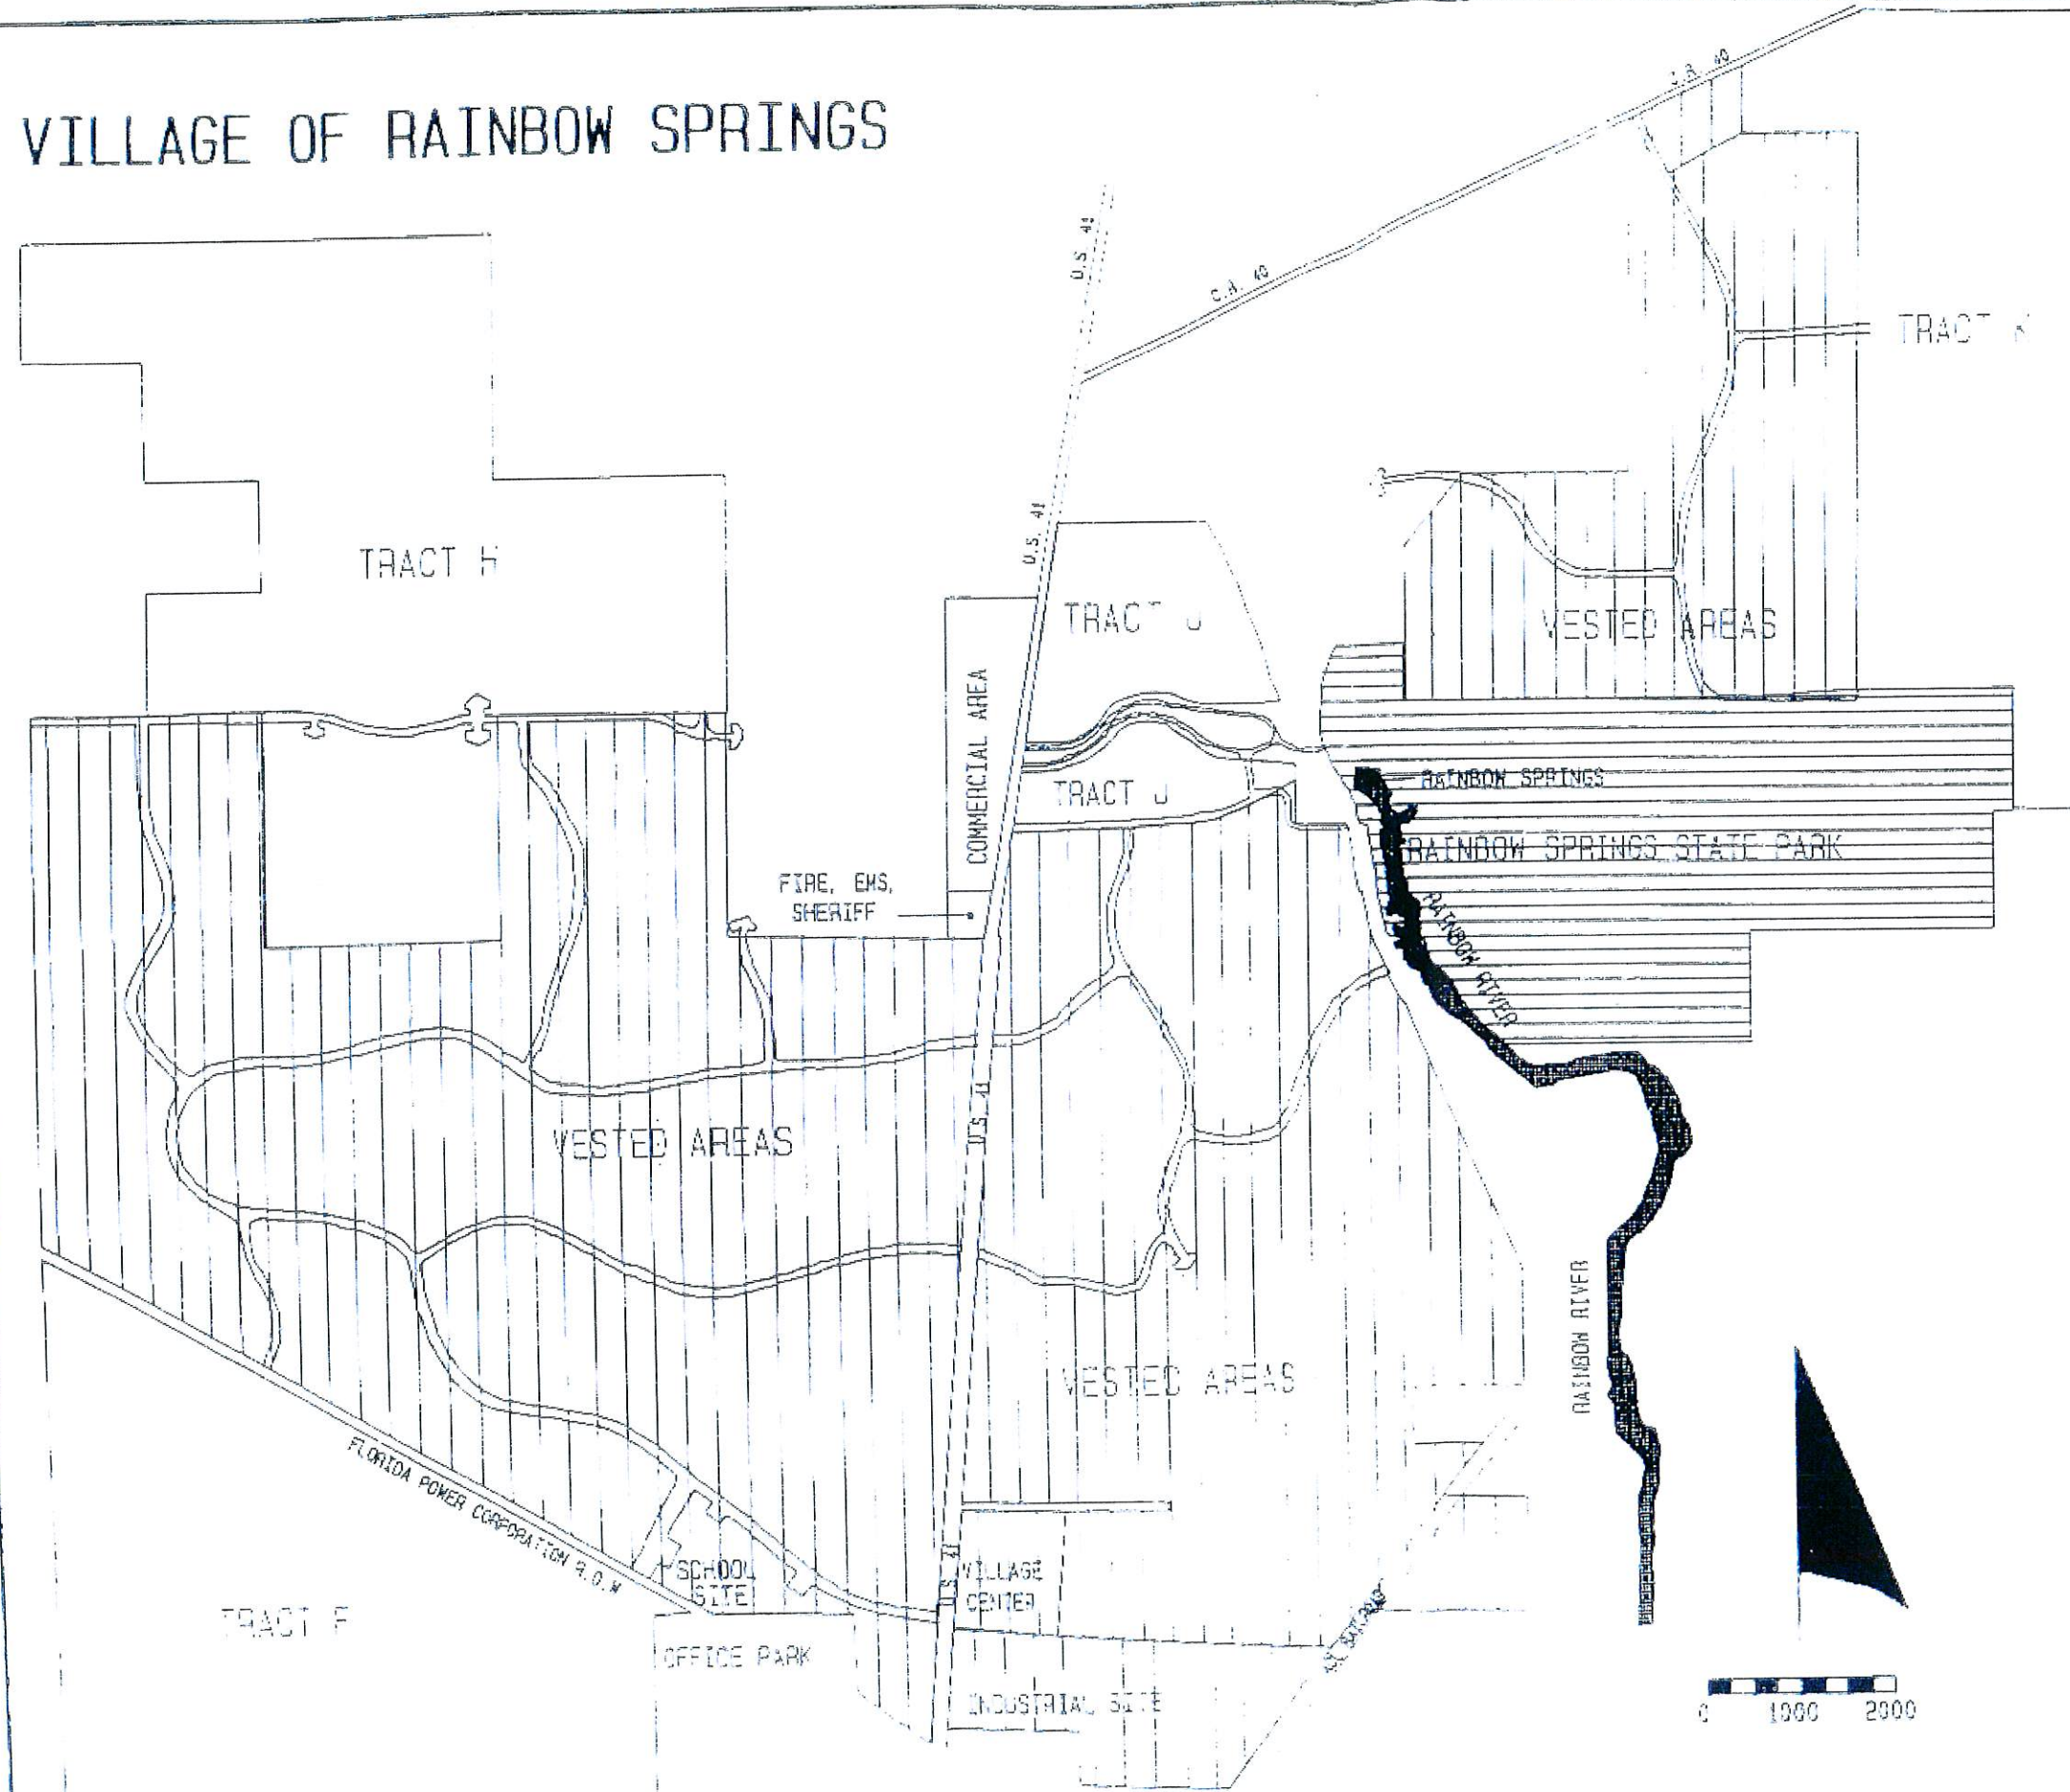 VILLAGE OF RAINBOW SPRINGS
C.R. 40
U.S. 41
C.R. 40
TRACT K
U.S. 41
TRACT H
TRACT J
VESTED AREAS
COMMERCIAL AREA
RAINBOW SPRINGS
TRACT J
RAINBOW SPRINGS STATE PARK
FIRE, EMS,
SHERIFF
RAINBOW RIVER
U.S. 41
VESTED AREAS
RAINBOW RIVER
VESTED AREAS
FLORIDA POWER CORPORATION R.O.W
SCHOOL
SITE
U.S. 41
VILLAGE
CENTER
TRACT F
OFFICE PARK
INDUSTRIAL SITE
0 1000 2000